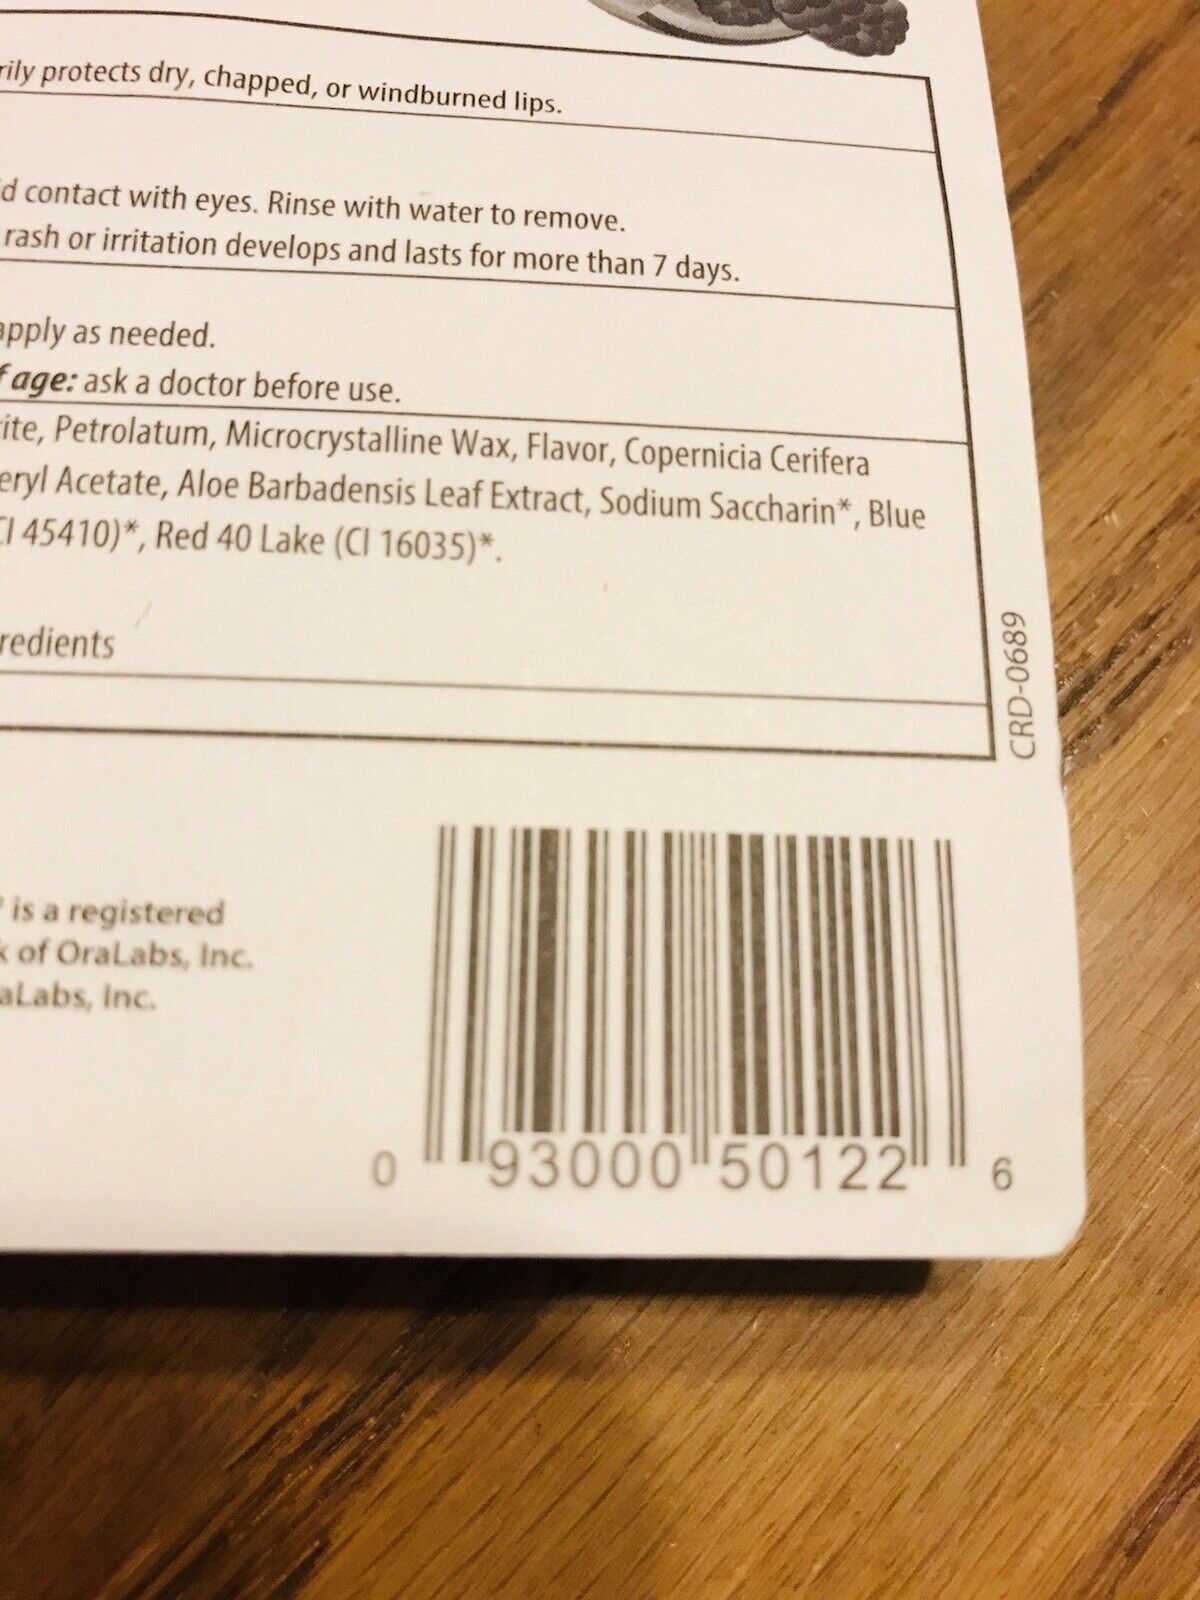 rily protects dry, chapped, or windburned lips.
d contact with eyes. Rinse with water to remove.
rash or irritation develops and lasts for more than 7 days.
apply as needed.
f age: ask a doctor before use.
rite, Petrolatum, Microcrystalline Wax, Flavor, Copernicia Cerifera
eryl Acetate, Aloe Barbadensis Leaf Extract, Sodium Saccharin*, Blue
CI 45410)*, Red 40 Lake (CI 16035)*.
redients
CRD-0689
is a registered
k of OraLabs, Inc.
aLabs, Inc.
0 93000 50122 6